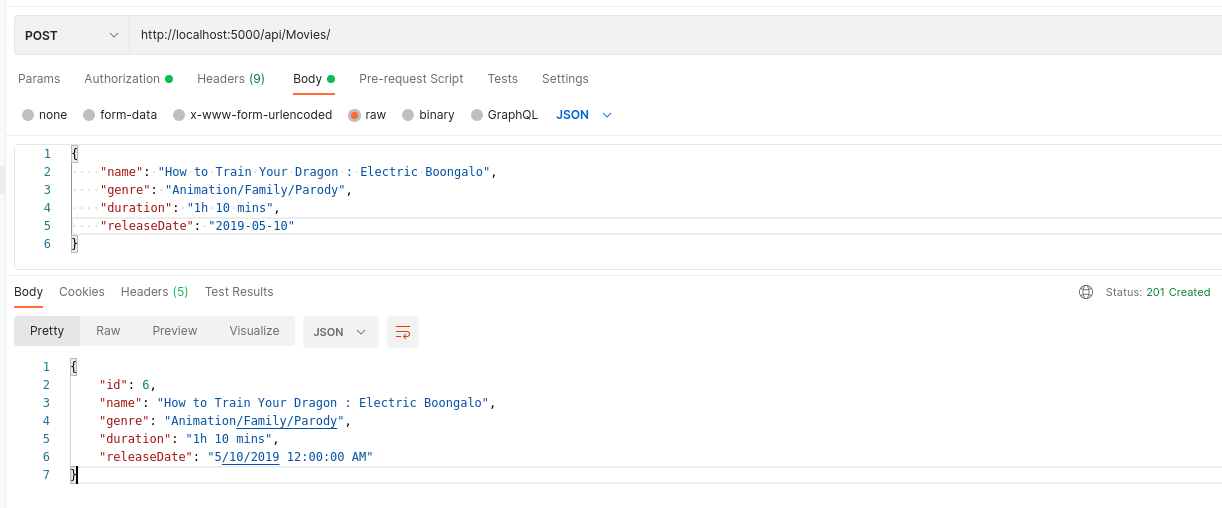 POST http://localhost:5000/api/Movies/
Params Authorization Headers (9) Body Pre-request Script Tests Settings
none form-data x-www-form-urlencoded raw binary GraphQL JSON
1 {
2 "name": "How to Train Your Dragon : Electric Boongalo",
3 "genre": "Animation/Family/Parody",
4 "duration": "1h 10 mins",
5 "releaseDate": "2019-05-10"
6 }
Body Cookies Headers (5) Test Results Status: 201 Created
Pretty Raw Preview Visualize JSON
1 {
2 "id": 6,
3 "name": "How to Train Your Dragon : Electric Boongalo",
4 "genre": "Animation/Family/Parody",
5 "duration": "1h 10 mins",
6 "releaseDate": "5/10/2019 12:00:00 AM"
7 }